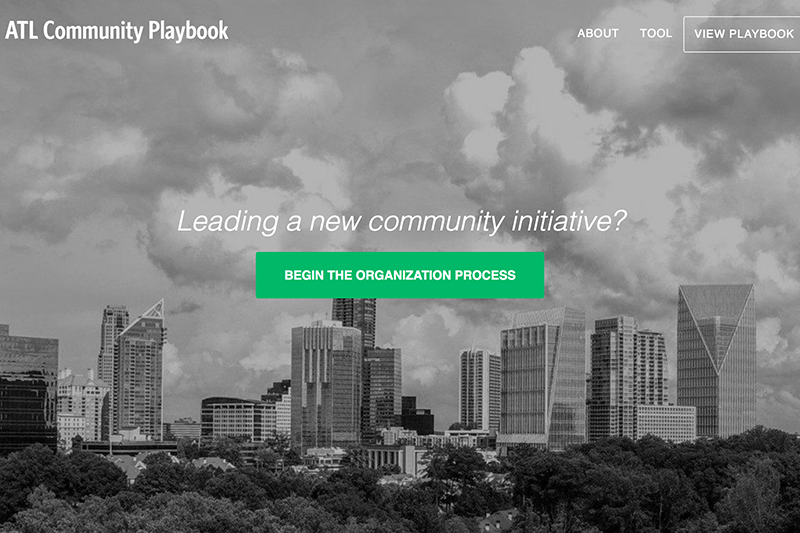 ATL Community Playbook
ABOUT
TOOL
VIEW PLAYBOOK
Leading a new community initiative?
BEGIN THE ORGANIZATION PROCESS